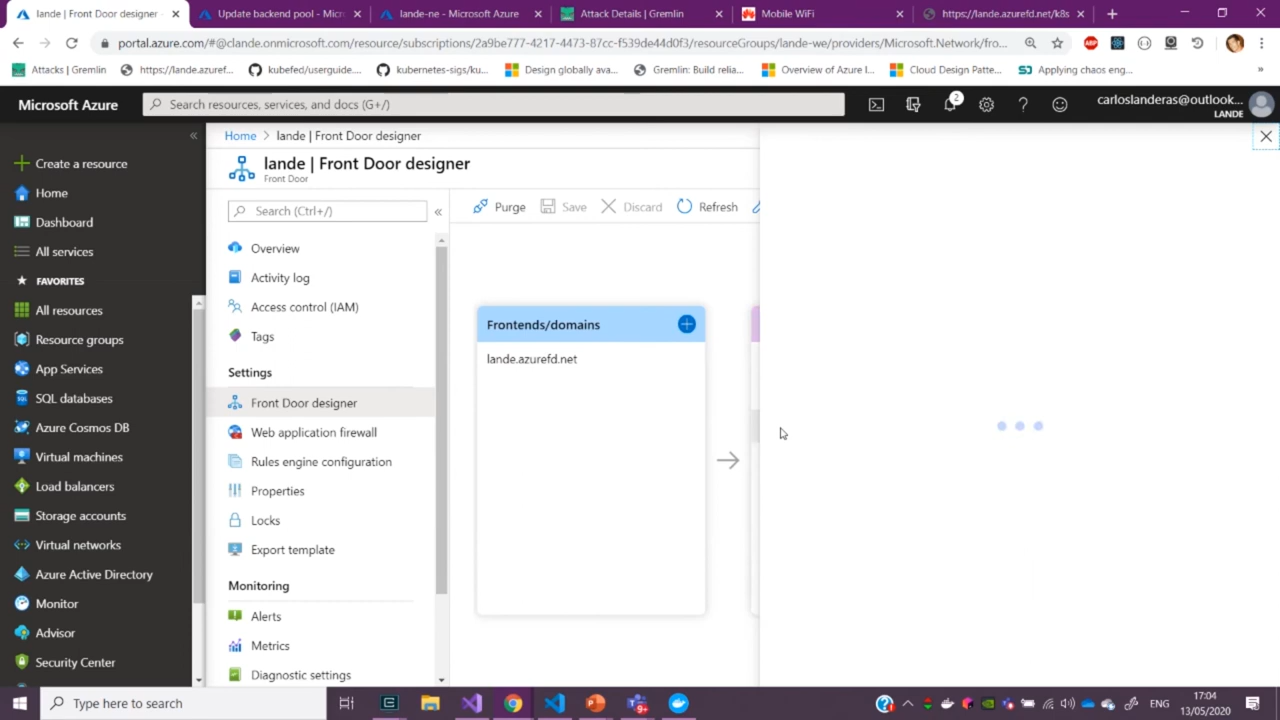 lande | Front Door designer -
Update backend pool - Micr
lande-ne - Microsoft Azure
Attack Details | Gremlin
Mobile WiFi
https://lande.azurefd.net/k8s
portal.azure.com/#@clande.onmicrosoft.com/resource/subscriptions/2a9be777-4217-4473-87cc-f539de44d0f3/resourceGroups/lande-we/providers/Microsoft.Network/fro...
ABP
Attacks | Gremlin
https://lande.azuref...
kubefed/userguide....
kubernetes-sigs/ku...
Design globally ava...
Gremlin: Build relia...
Overview of Azure I...
Cloud Design Patte...
Applying chaos eng...
»
Microsoft Azure
Search resources, services, and docs (G+/)
2
carloslanderas@outlook...
LANDE
Create a resource
Home
Dashboard
All services
FAVORITES
All resources
Resource groups
App Services
SQL databases
Azure Cosmos DB
Virtual machines
Load balancers
Storage accounts
Virtual networks
Azure Active Directory
Monitor
Advisor
Security Center
Home > lande | Front Door designer
lande | Front Door designer
Front Door
Search (Ctrl+/)
Overview
Activity log
Access control (IAM)
Tags
Settings
Front Door designer
Web application firewall
Rules engine configuration
Properties
Locks
Export template
Monitoring
Alerts
Metrics
Diagnostic settings
Purge
Save
Discard
Refresh
Frontends/domains
lande.azurefd.net
Type here to search
ENG
17:04
13/05/2020